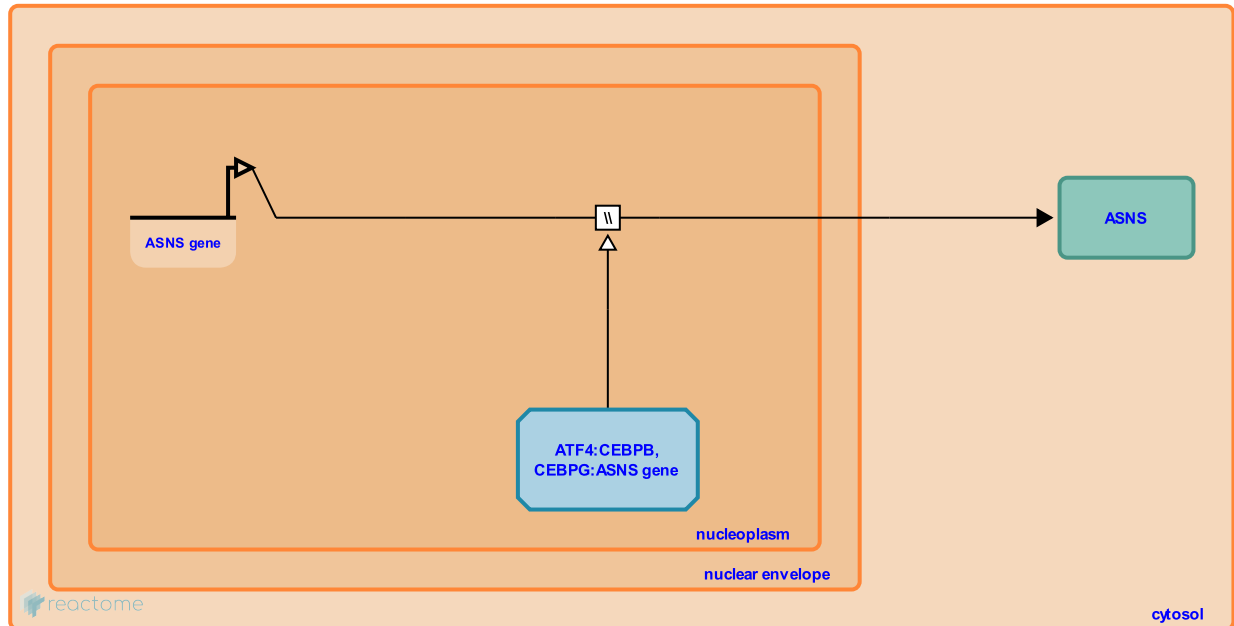 \\
ASNS
ASNS gene
ATF4:CEBPB,
CEBPG:ASNS gene
nucleoplasm
nuclear envelope
reactome
cytosol